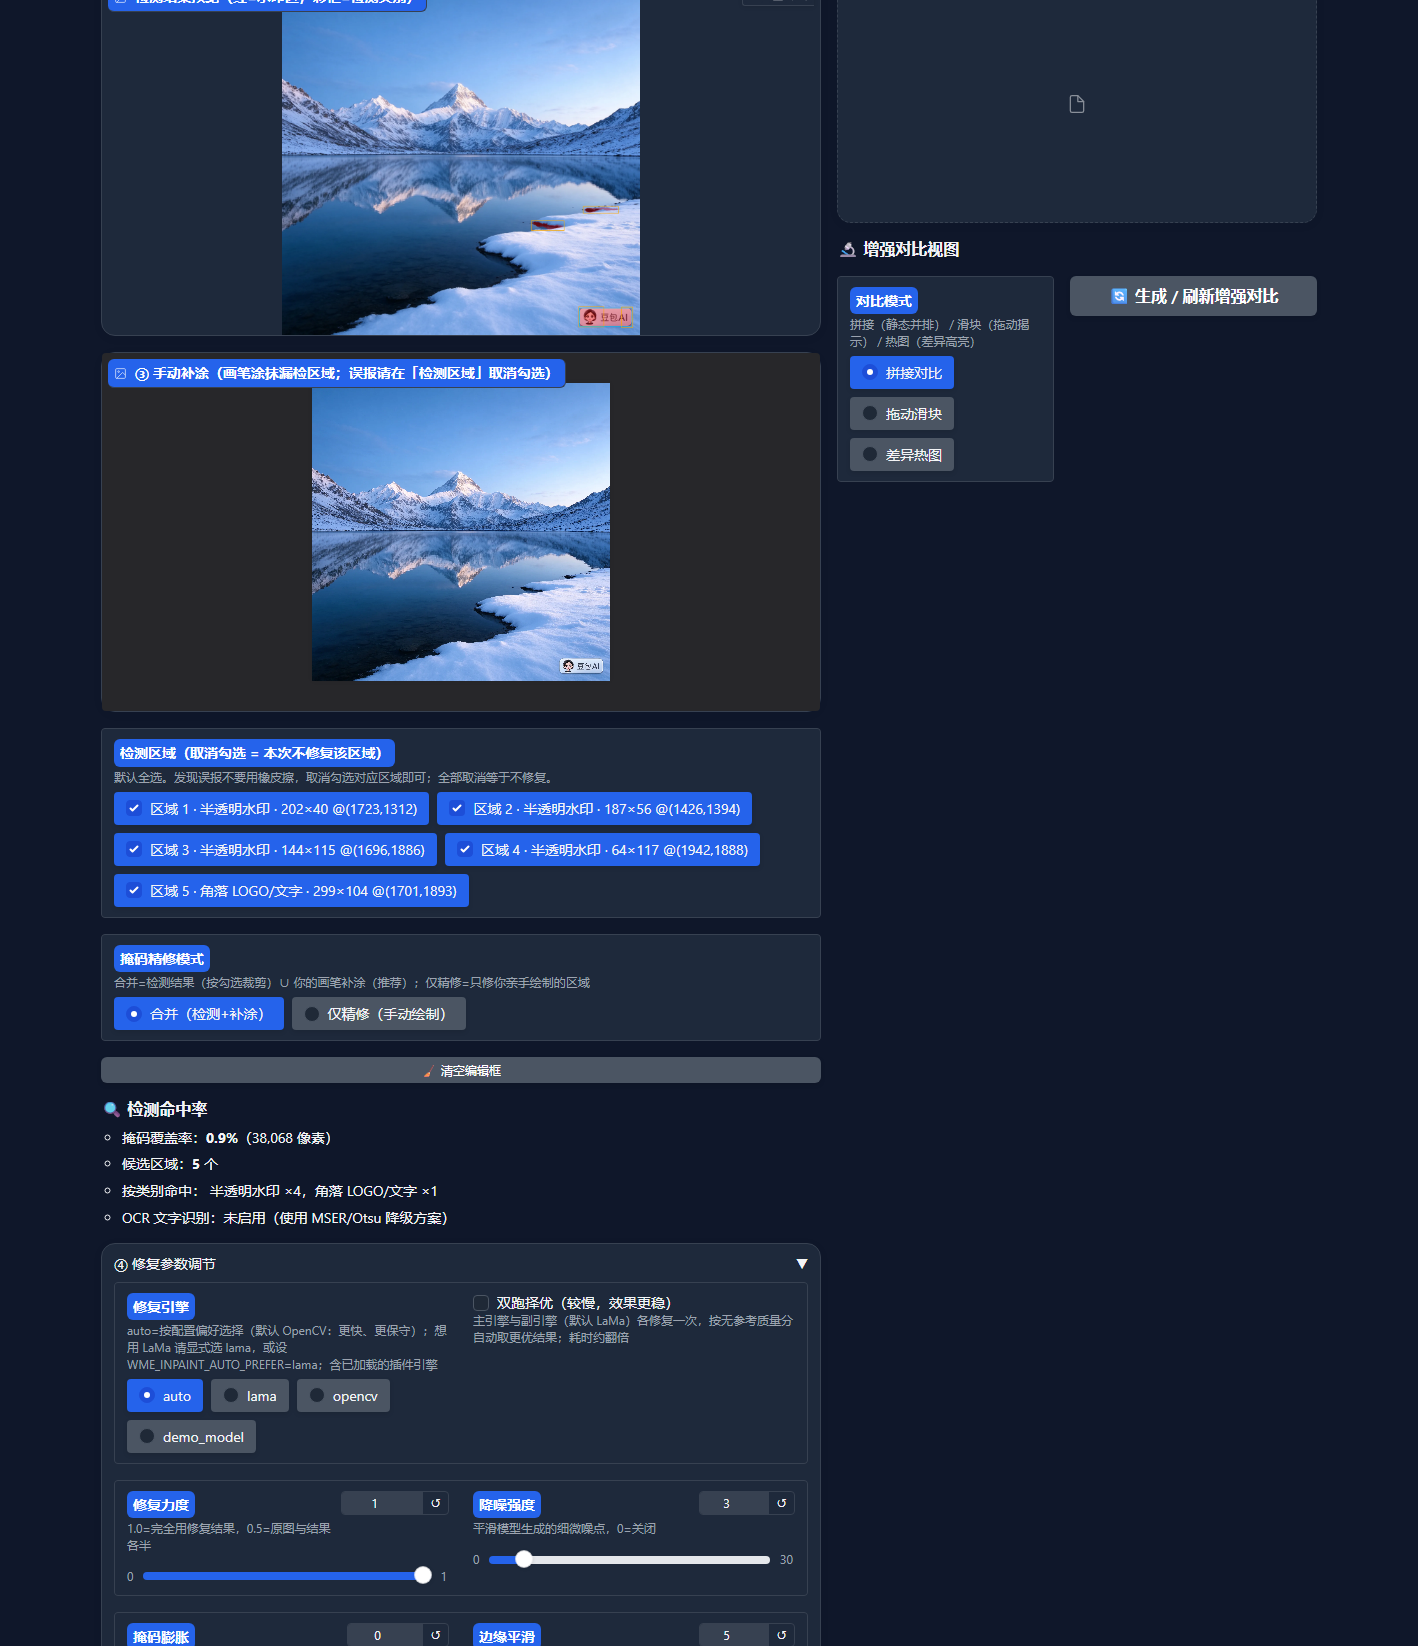 豆包AI
③ 手动补涂（画笔涂抹漏检区域；误报请在「检测区域」取消勾选）
豆包AI
检测区域（取消勾选 = 本次不修复该区域）
默认全选。发现误报不要用橡皮擦，取消勾选对应区域即可；全部取消等于不修复。
区域 1 · 半透明水印 · 202×40 @(1723,1312)
区域 2 · 半透明水印 · 187×56 @(1426,1394)
区域 3 · 半透明水印 · 144×115 @(1696,1886)
区域 4 · 半透明水印 · 64×117 @(1942,1888)
区域 5 · 角落 LOGO/文字 · 299×104 @(1701,1893)
掩码精修模式
合并=检测结果（按勾选裁剪）∪ 你的画笔补涂（推荐）；仅精修=只修你亲手绘制的区域
合并（检测+补涂）
仅精修（手动绘制）
清空编辑框
检测命中率
掩码覆盖率：0.9%（38,068 像素）
候选区域：5 个
按类别命中： 半透明水印 ×4，角落 LOGO/文字 ×1
OCR 文字识别：未启用（使用 MSER/Otsu 降级方案）
④ 修复参数调节
▼
修复引擎
auto=按配置偏好选择（默认 OpenCV：更快、更保守）；想
用 LaMa 请显式选 lama，或设
WME_INPAINT_AUTO_PREFER=lama；含已加载的插件引擎
auto
lama
opencv
demo_model
双跑择优（较慢，效果更稳）
主引擎与副引擎（默认 LaMa）各修复一次，按无参考质量分
自动取更优结果；耗时约翻倍
修复力度
1
1.0=完全用修复结果，0.5=原图与结果
各半
0
1
降噪强度
3
平滑模型生成的细微噪点，0=关闭
0
30
掩码膨胀
0
边缘平滑
5
增强对比视图
对比模式
拼接（静态并排） / 滑块（拖动揭
示） / 热图（差异高亮）
拼接对比
拖动滑块
差异热图
生成 / 刷新增强对比